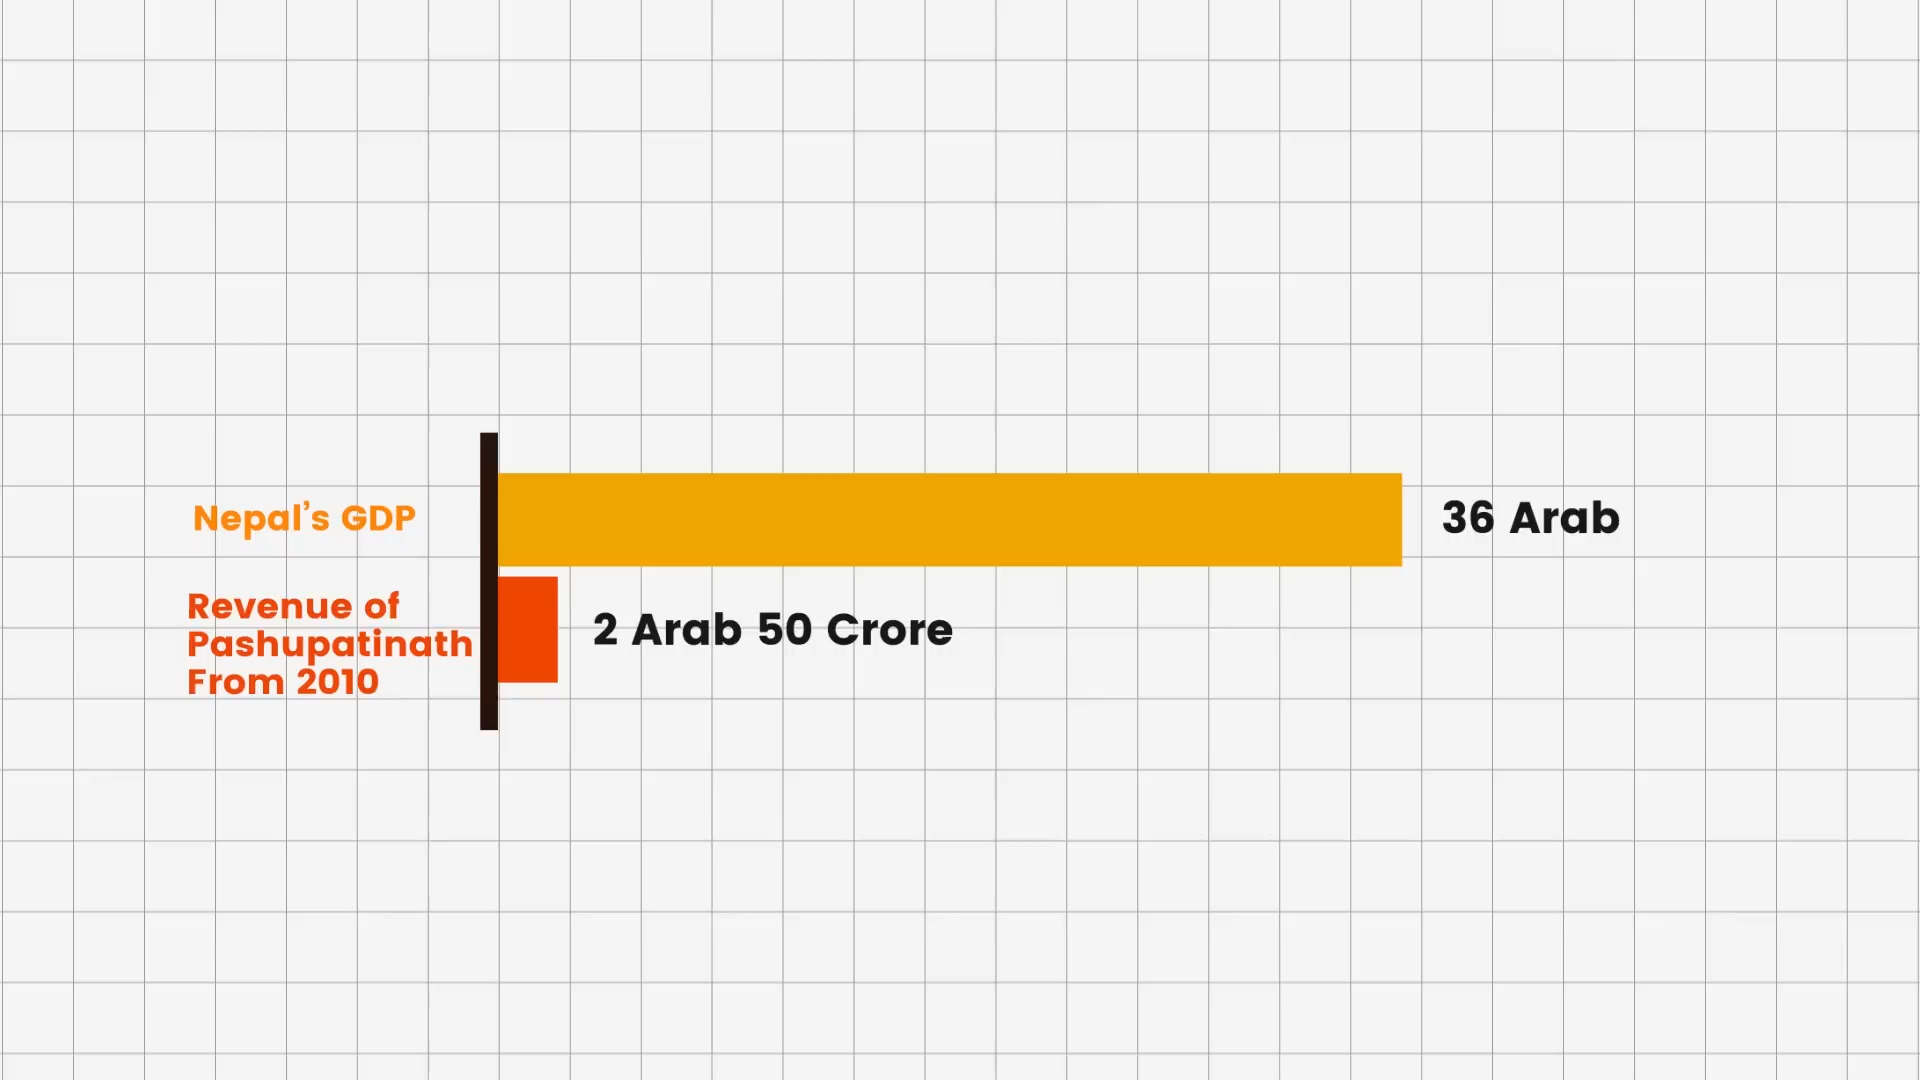 Nepal's GDP
36 Arab
Revenue of
Pashupatinath
From 2010
2 Arab 50 Crore